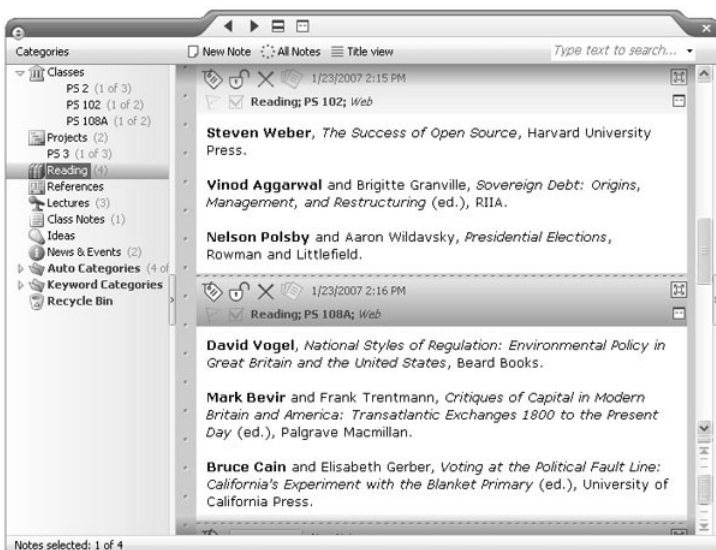 Categories
New Note All Notes Title view Type text to search...
Classes
PS 2 (1 of 3)
PS 102 (1 of 2)
PS 108A (1 of 2)
Projects (2)
PS 3 (1 of 3)
Reading (4)
References
Lectures (3)
Class Notes (1)
Ideas
News & Events (2)
Auto Categories (4 of
Keyword Categories
Recycle Bin
1/23/2007 2:15 PM
Reading; PS 102; Web
Steven Weber, The Success of Open Source, Harvard University
Press.
Vinod Aggarwal and Brigitte Granville, Sovereign Debt: Origins,
Management, and Restructuring (ed.), RIIA.
Nelson Polsby and Aaron Wildavsky, Presidential Elections,
Rowman and Littlefield.
1/23/2007 2:16 PM
Reading; PS 108A; Web
David Vogel, National Styles of Regulation: Environmental Policy in
Great Britain and the United States, Beard Books.
Mark Bevir and Frank Trentmann, Critiques of Capital in Modern
Britain and America: Transatlantic Exchanges 1800 to the Present
Day (ed.), Palgrave Macmillan.
Bruce Cain and Elisabeth Gerber, Voting at the Political Fault Line:
California's Experiment with the Blanket Primary (ed.), University of
California Press.
Notes selected: 1 of 4